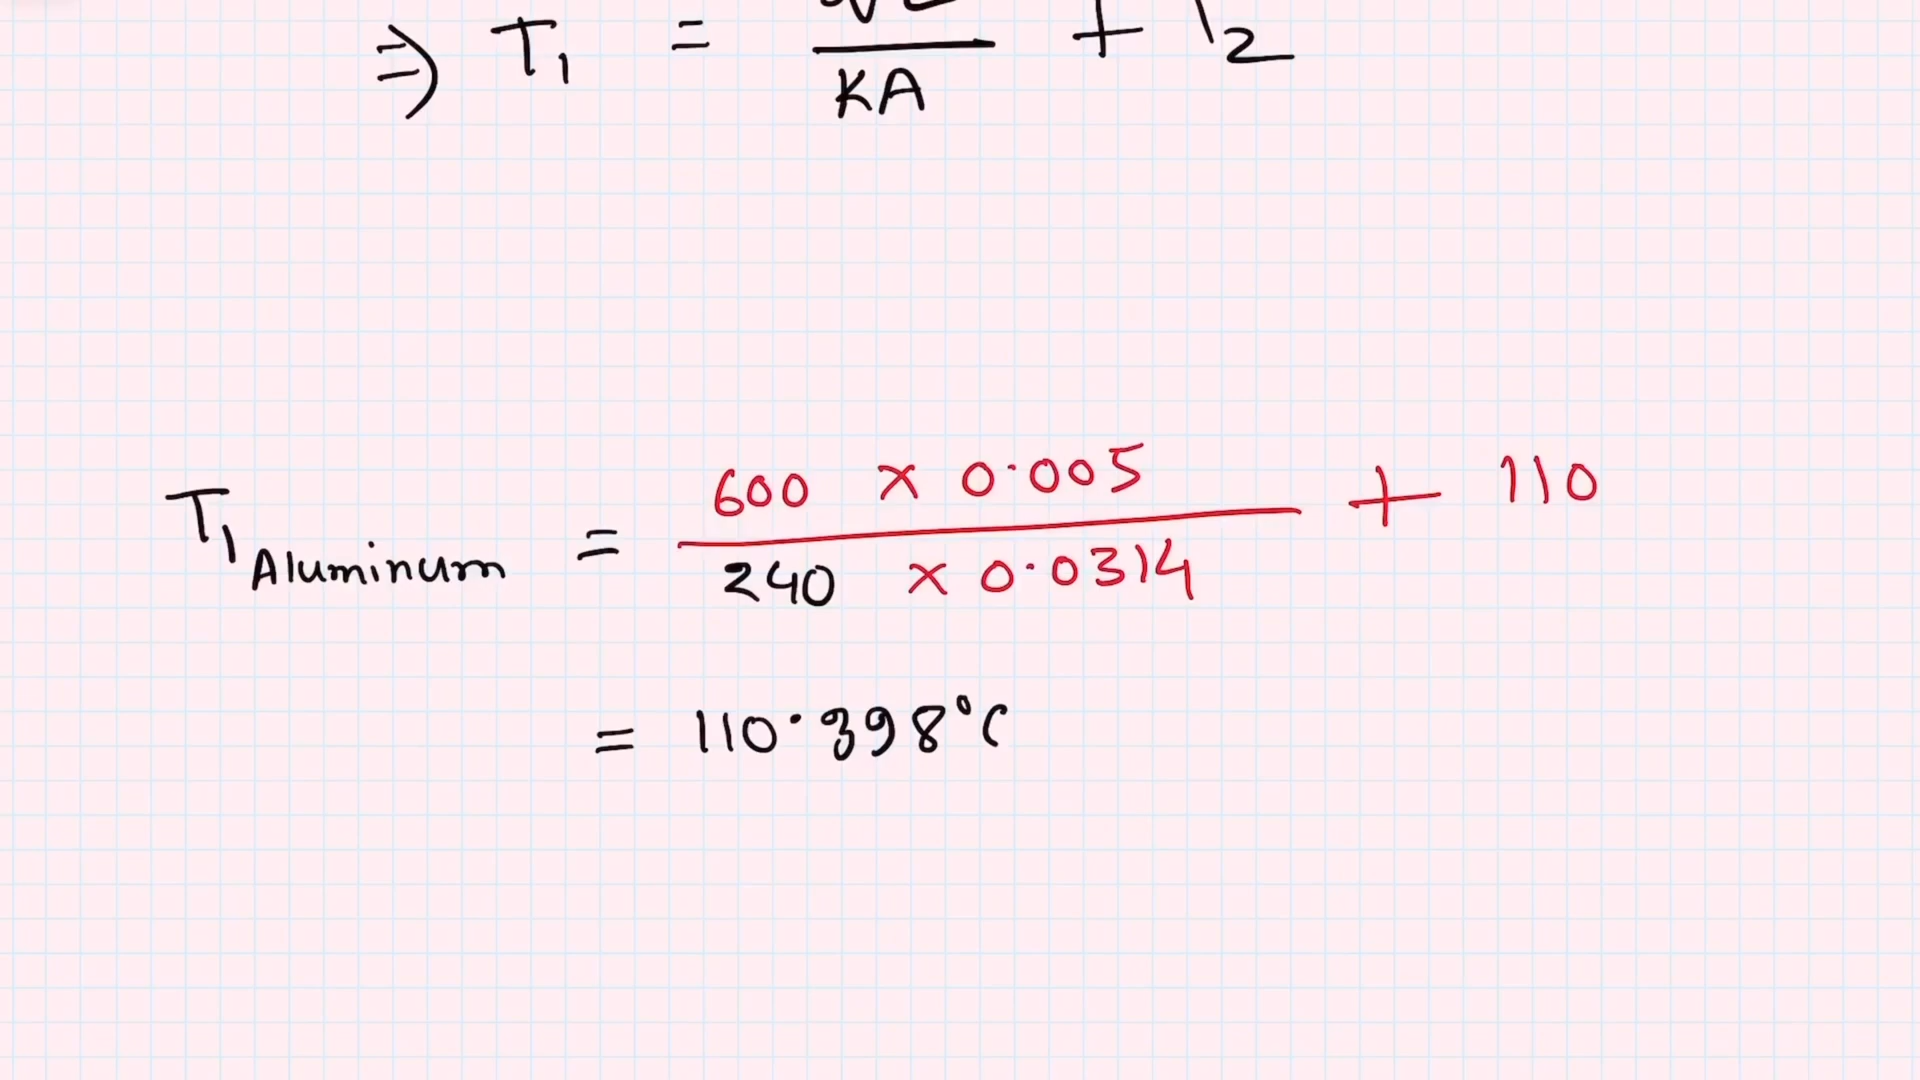 ⇒ T₁ = L/KA + T₂
T₁ Aluminum = (600 × 0.005)/(240 × 0.0314) + 110
= 110.398°C